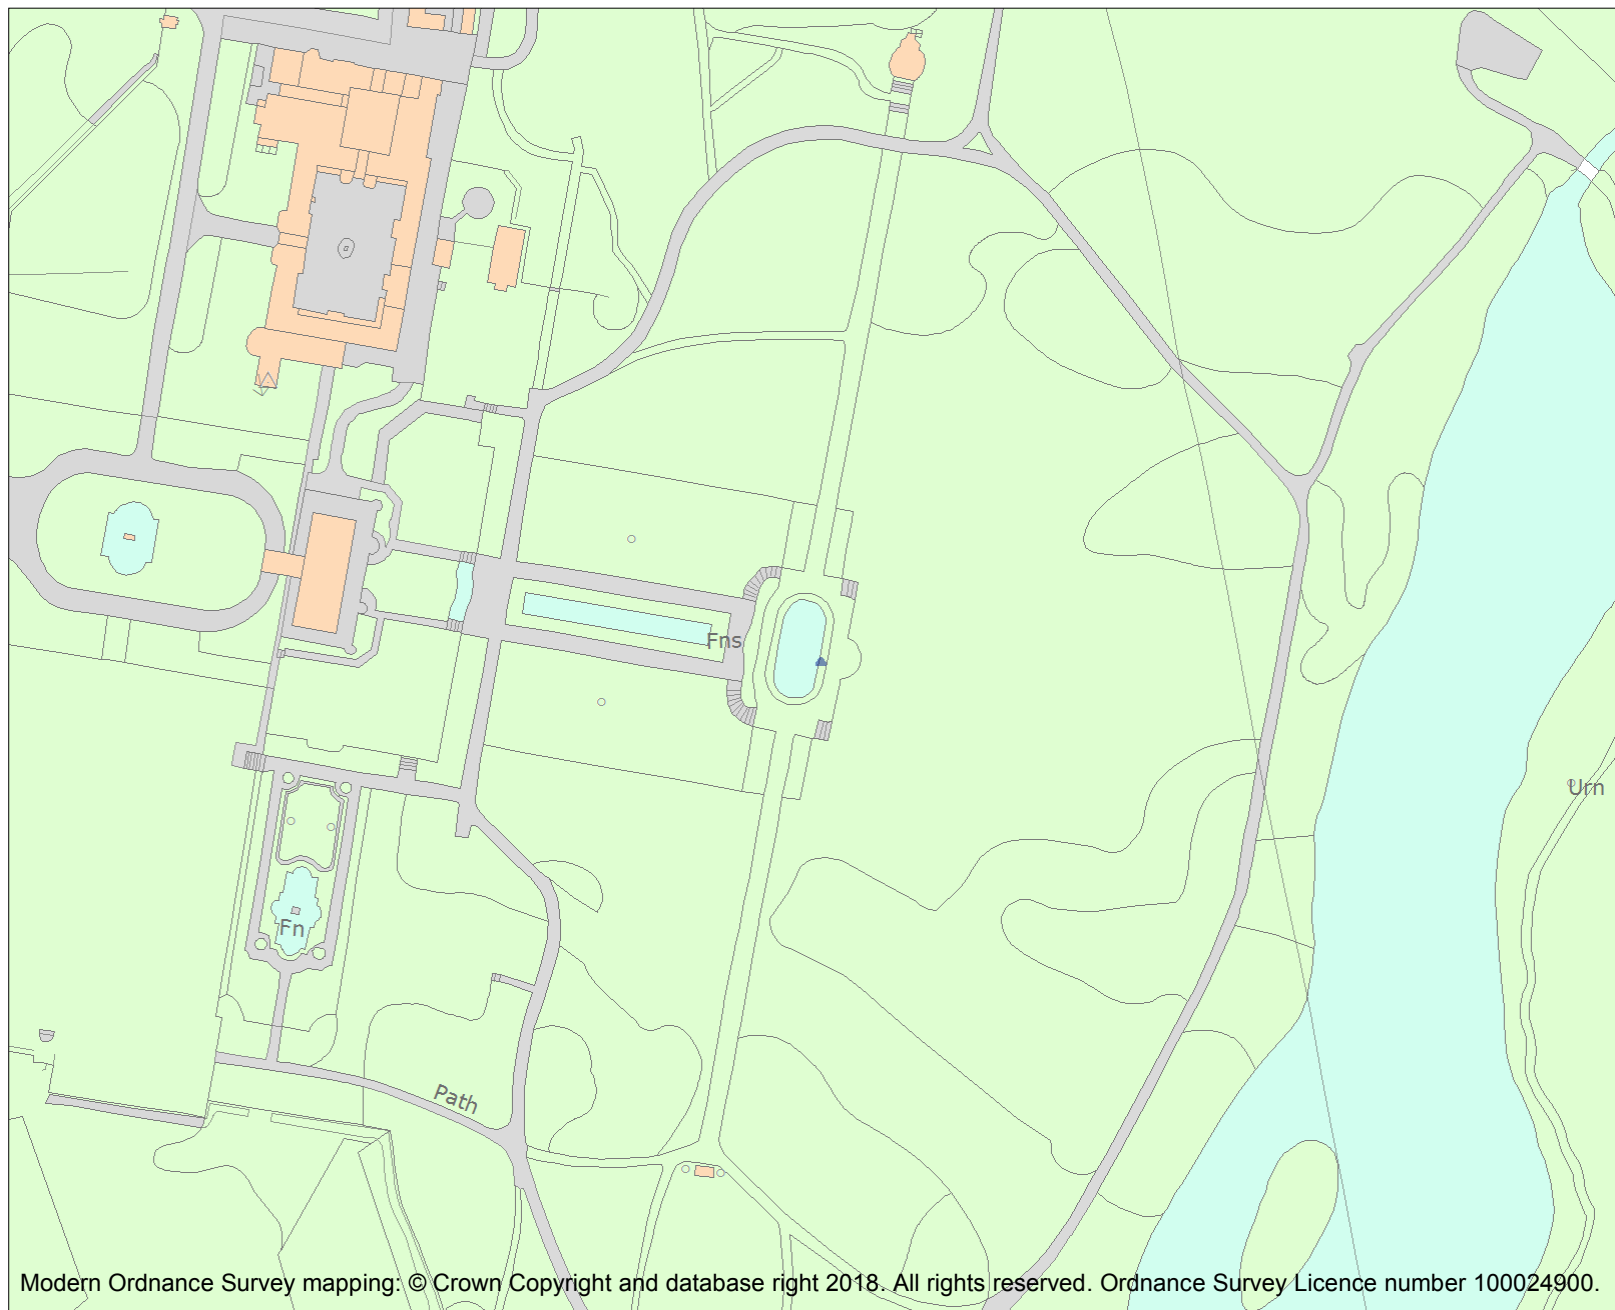 Fns
Urn
Fn
Path
Modern Ordnance Survey mapping: © Crown Copyright and database right 2018. All rights reserved. Ordnance Survey Licence number 100024900.